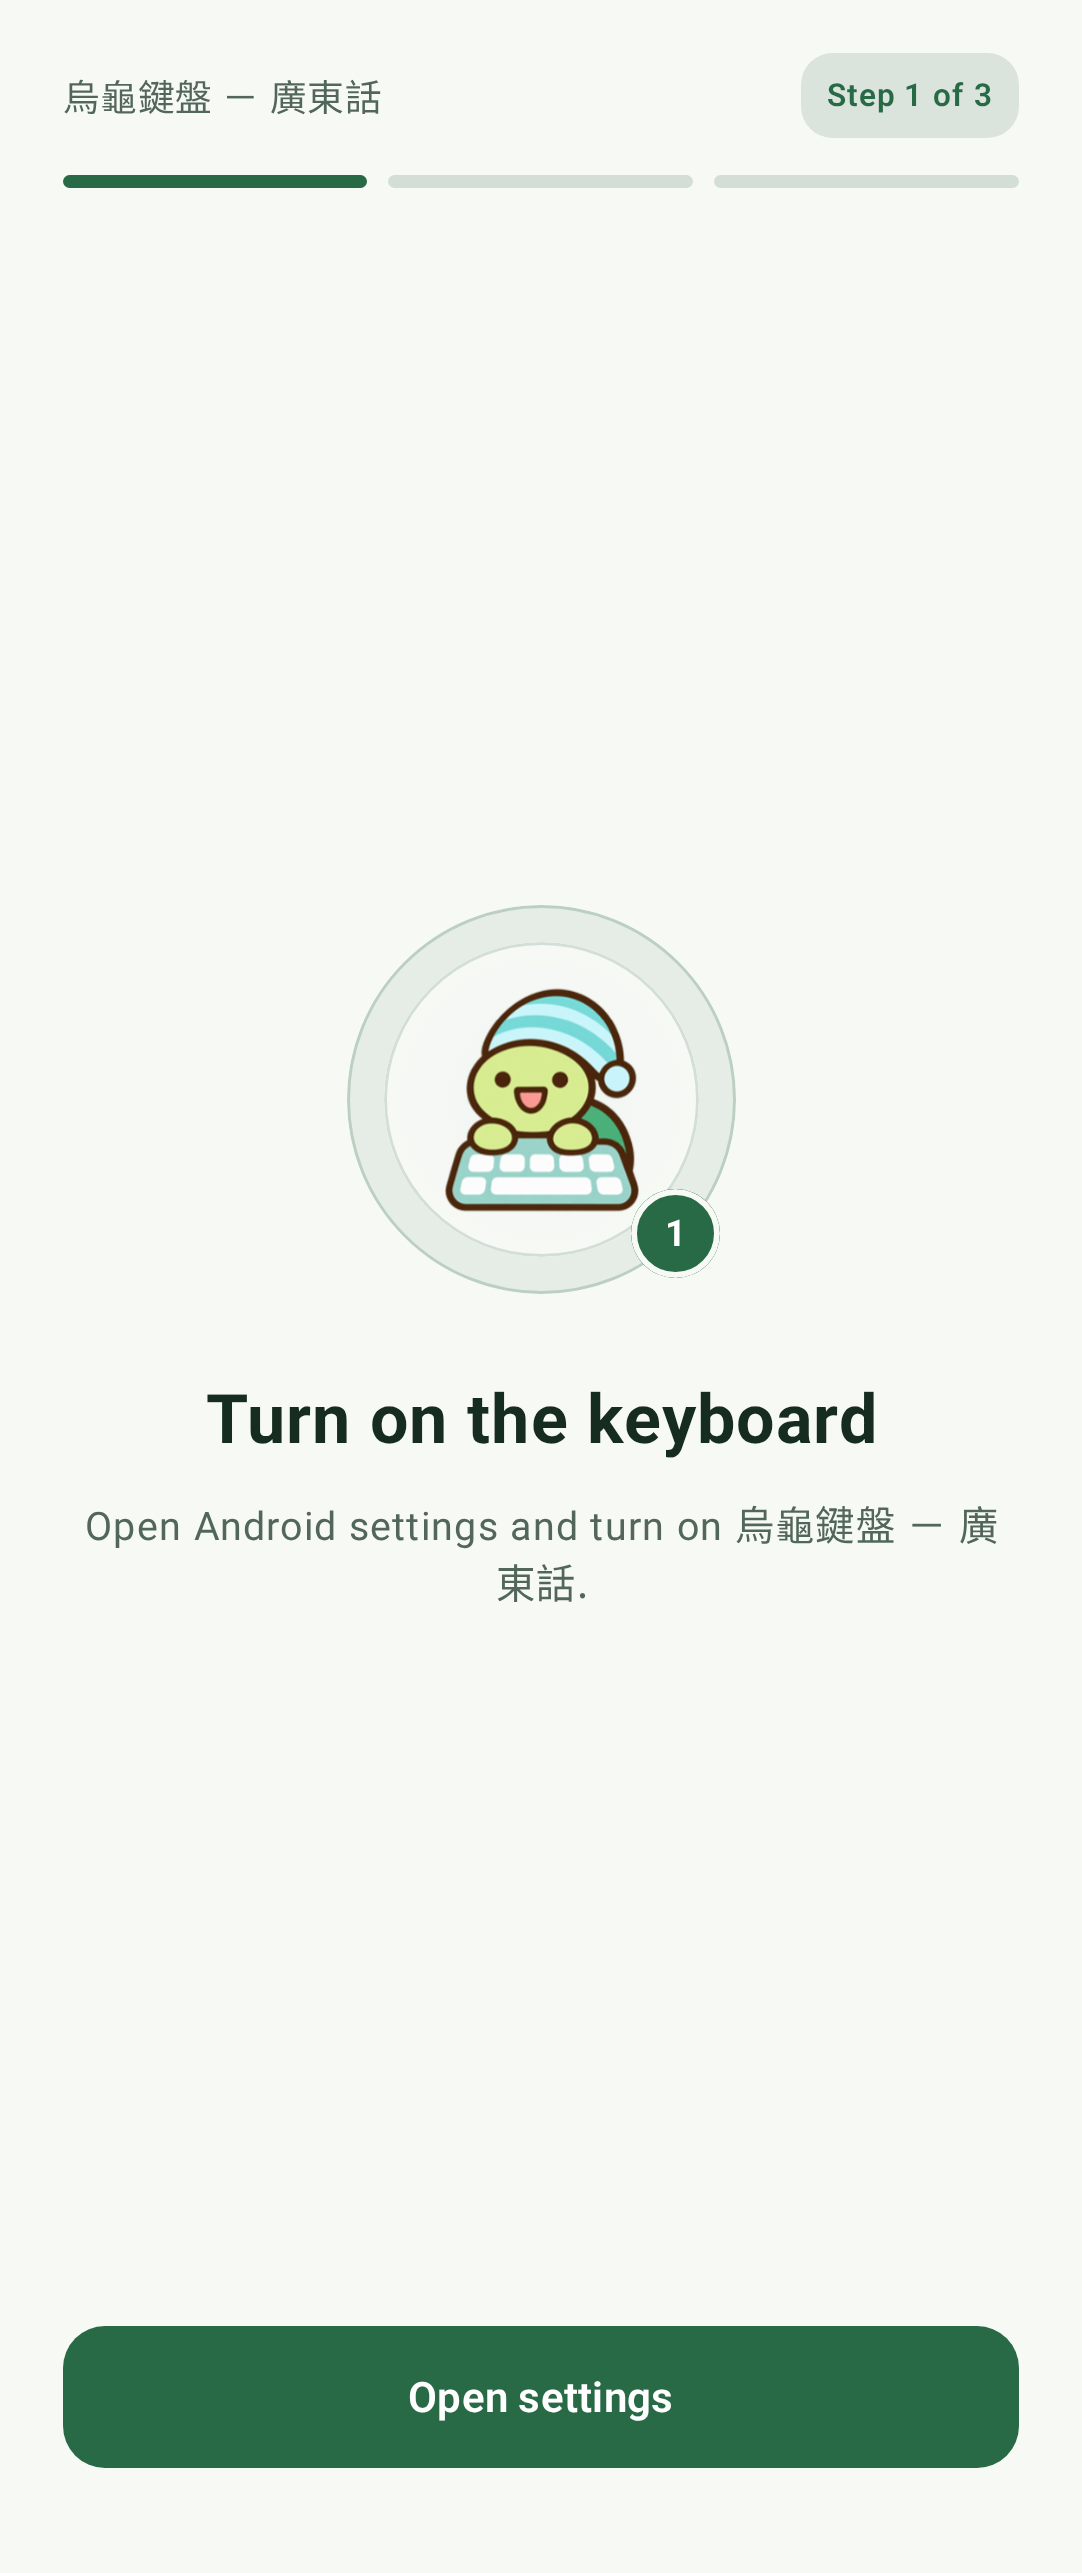 烏龜鍵盤 － 廣東話
Step 1 of 3
1
Turn on the keyboard
Open Android settings and turn on 烏龜鍵盤 － 廣
東話.
Open settings